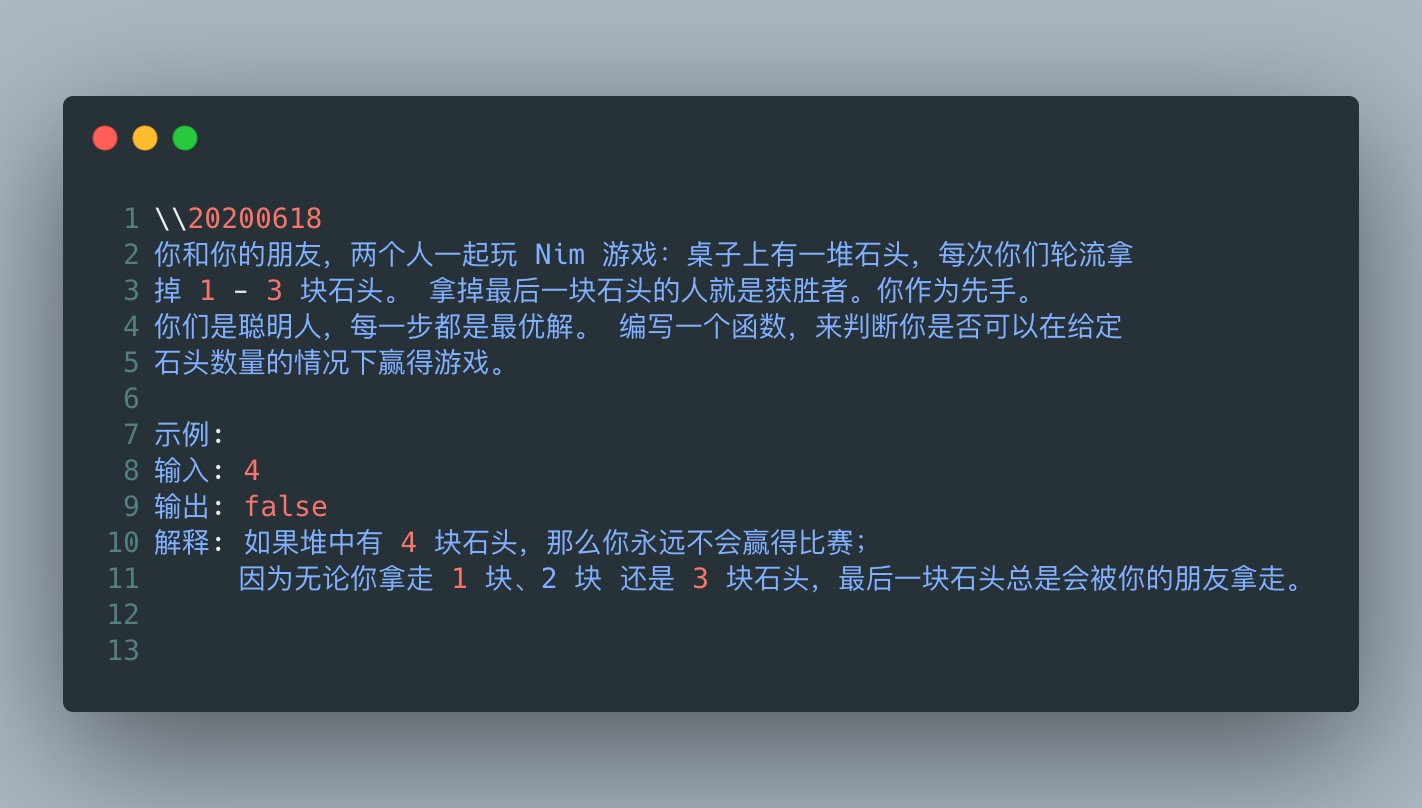 1 \\20200618
2 你和你的朋友，两个人一起玩 Nim 游戏：桌子上有一堆石头，每次你们轮流拿
3 掉 1 - 3 块石头。 拿掉最后一块石头的人就是获胜者。你作为先手。
4 你们是聪明人，每一步都是最优解。 编写一个函数，来判断你是否可以在给定
5 石头数量的情况下赢得游戏。
6
7 示例:
8 输入: 4
9 输出: false
10 解释: 如果堆中有 4 块石头，那么你永远不会赢得比赛；
11      因为无论你拿走 1 块、2 块 还是 3 块石头，最后一块石头总是会被你的朋友拿走。
12
13